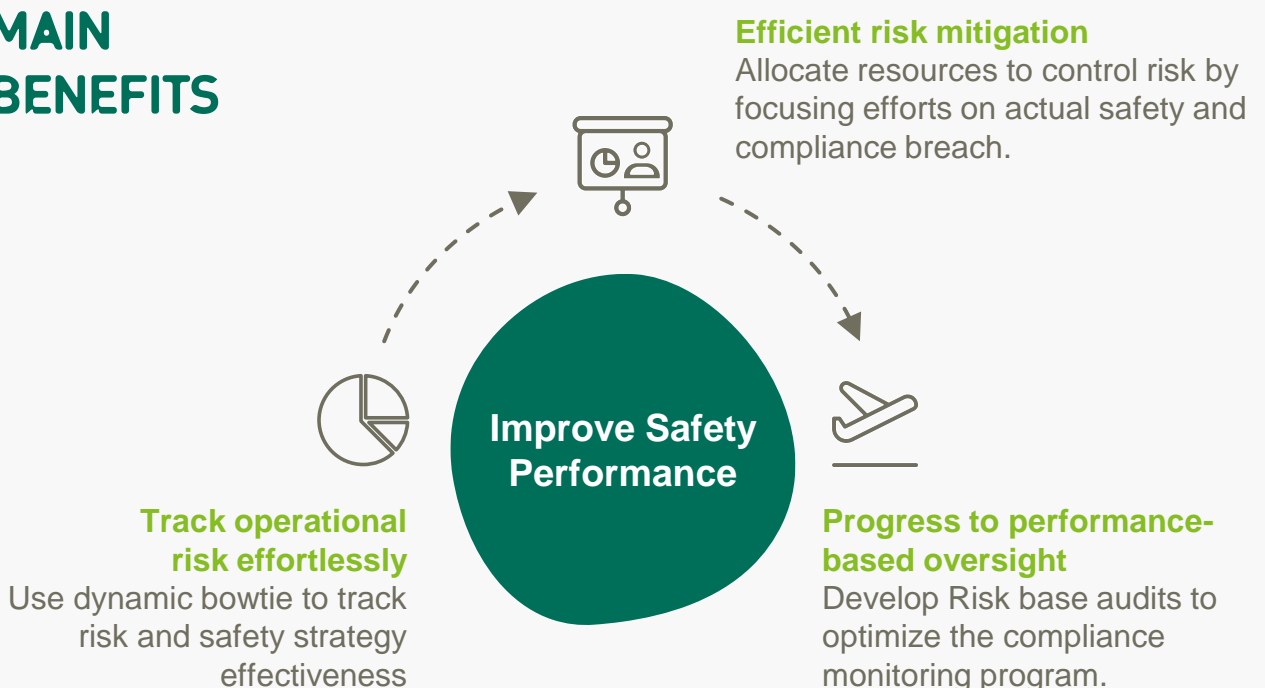 MAIN
BENEFITS
Efficient risk mitigation
Allocate resources to control risk by
focusing efforts on actual safety and
compliance breach.
Improve Safety
Performance
Track operational
risk effortlessly
Use dynamic bowtie to track
risk and safety strategy
effectiveness
Progress to performance-
based oversight
Develop Risk base audits to
optimize the compliance
monitoring program.